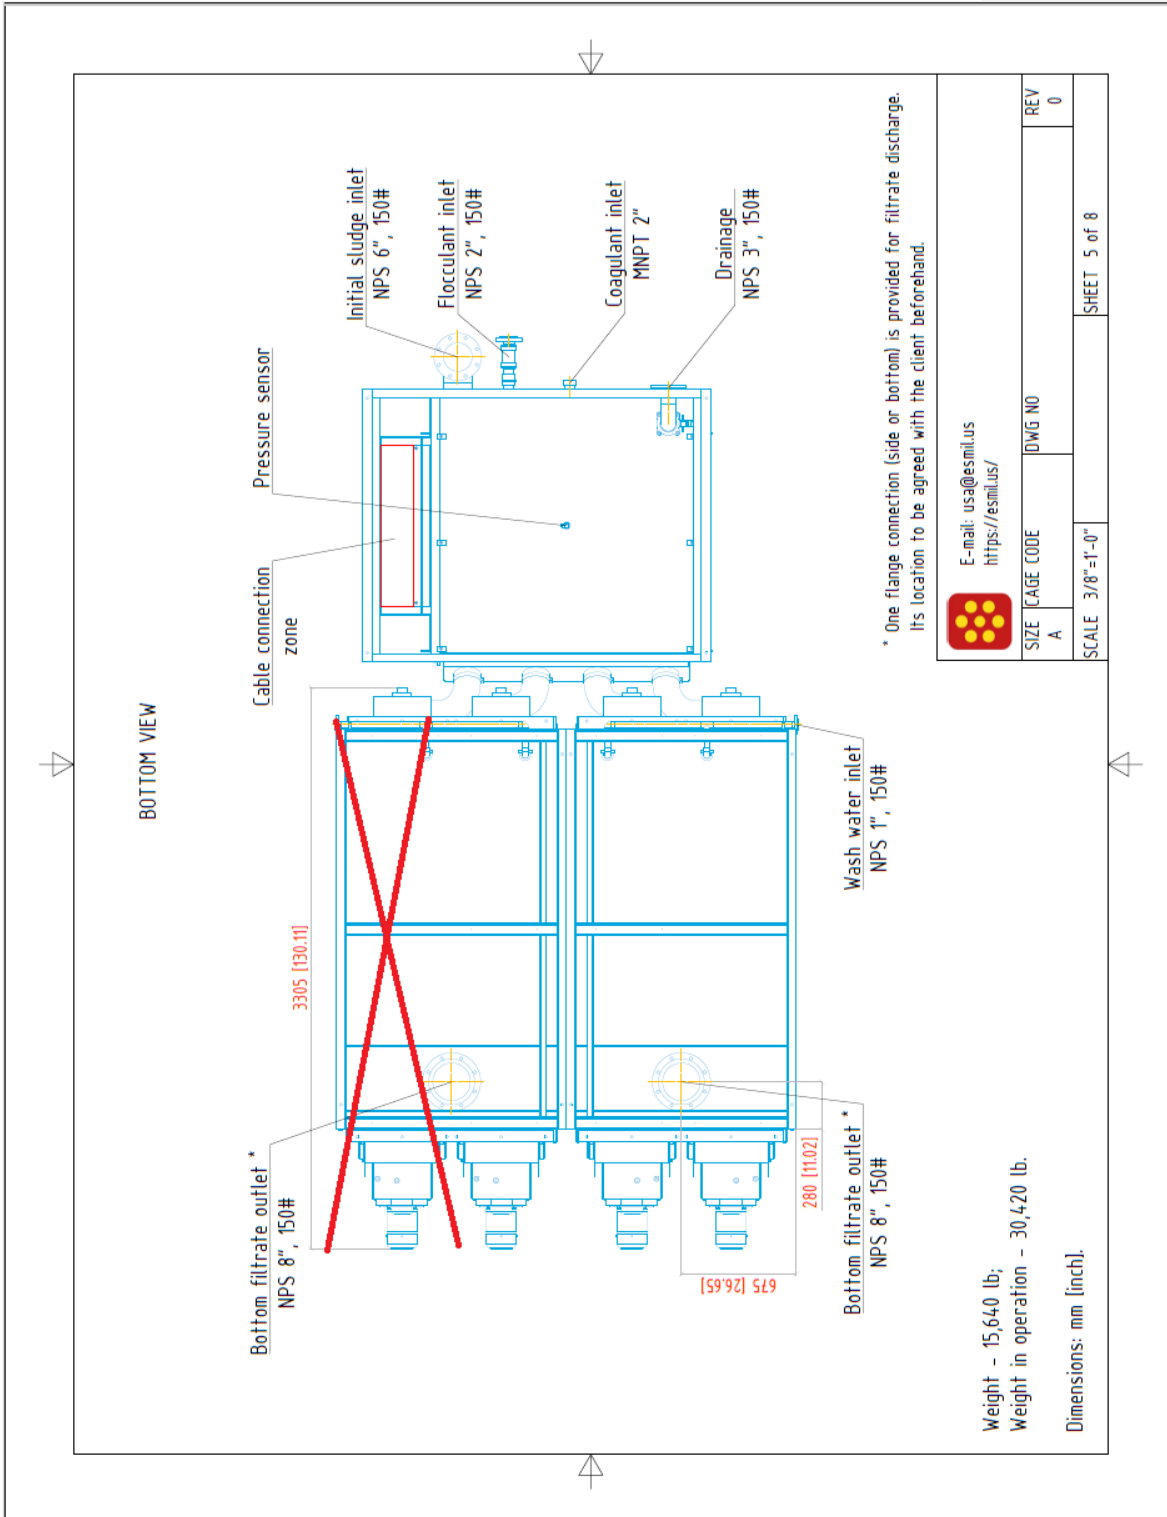 BOTTOM VIEW
Cable connection
zone
Pressure sensor
Initial sludge inlet
NPS 6", 150#
Flocculant inlet
NPS 2", 150#
Coagulant inlet
MNPT 2"
Drainage
NPS 3", 150#
3305 [130.11]
Bottom filtrate outlet *
NPS 8", 150#
675 [26.65]
280 [11.02]
Bottom filtrate outlet *
NPS 8", 150#
Wash water inlet
NPS 1", 150#
* One flange connection (side or bottom) is provided for filtrate discharge.
Its location to be agreed with the client beforehand.
Weight - 15,640 lb;
Weight in operation - 30,420 lb.
Dimensions: mm [inch].
E-mail: usa@esmil.us
https://esmil.us/
SIZE
A
CAGE CODE
DWG NO
REV
0
SCALE 3/8"=1'-0"
SHEET 5 of 8